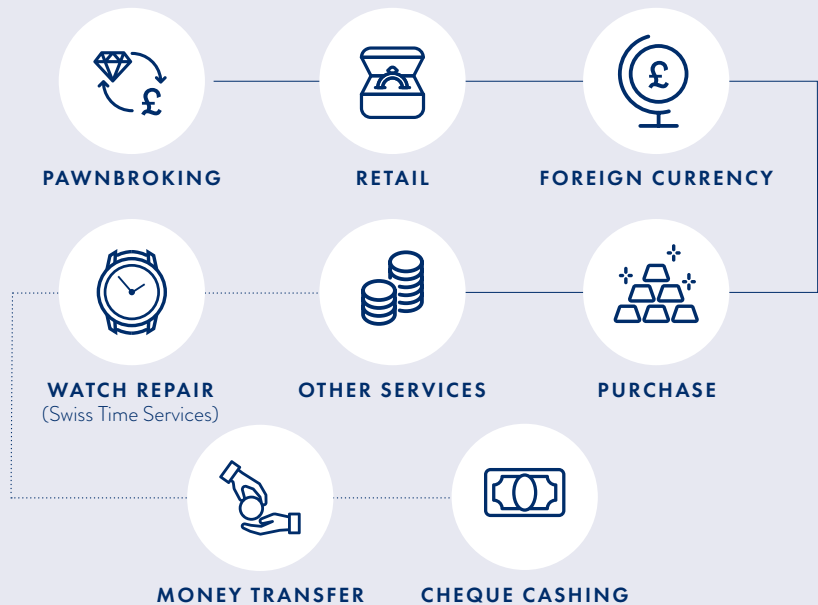 £
£
PAWNBROKING
RETAIL
FOREIGN CURRENCY
WATCH REPAIR
(Swiss Time Services)
OTHER SERVICES
PURCHASE
MONEY TRANSFER
CHEQUE CASHING